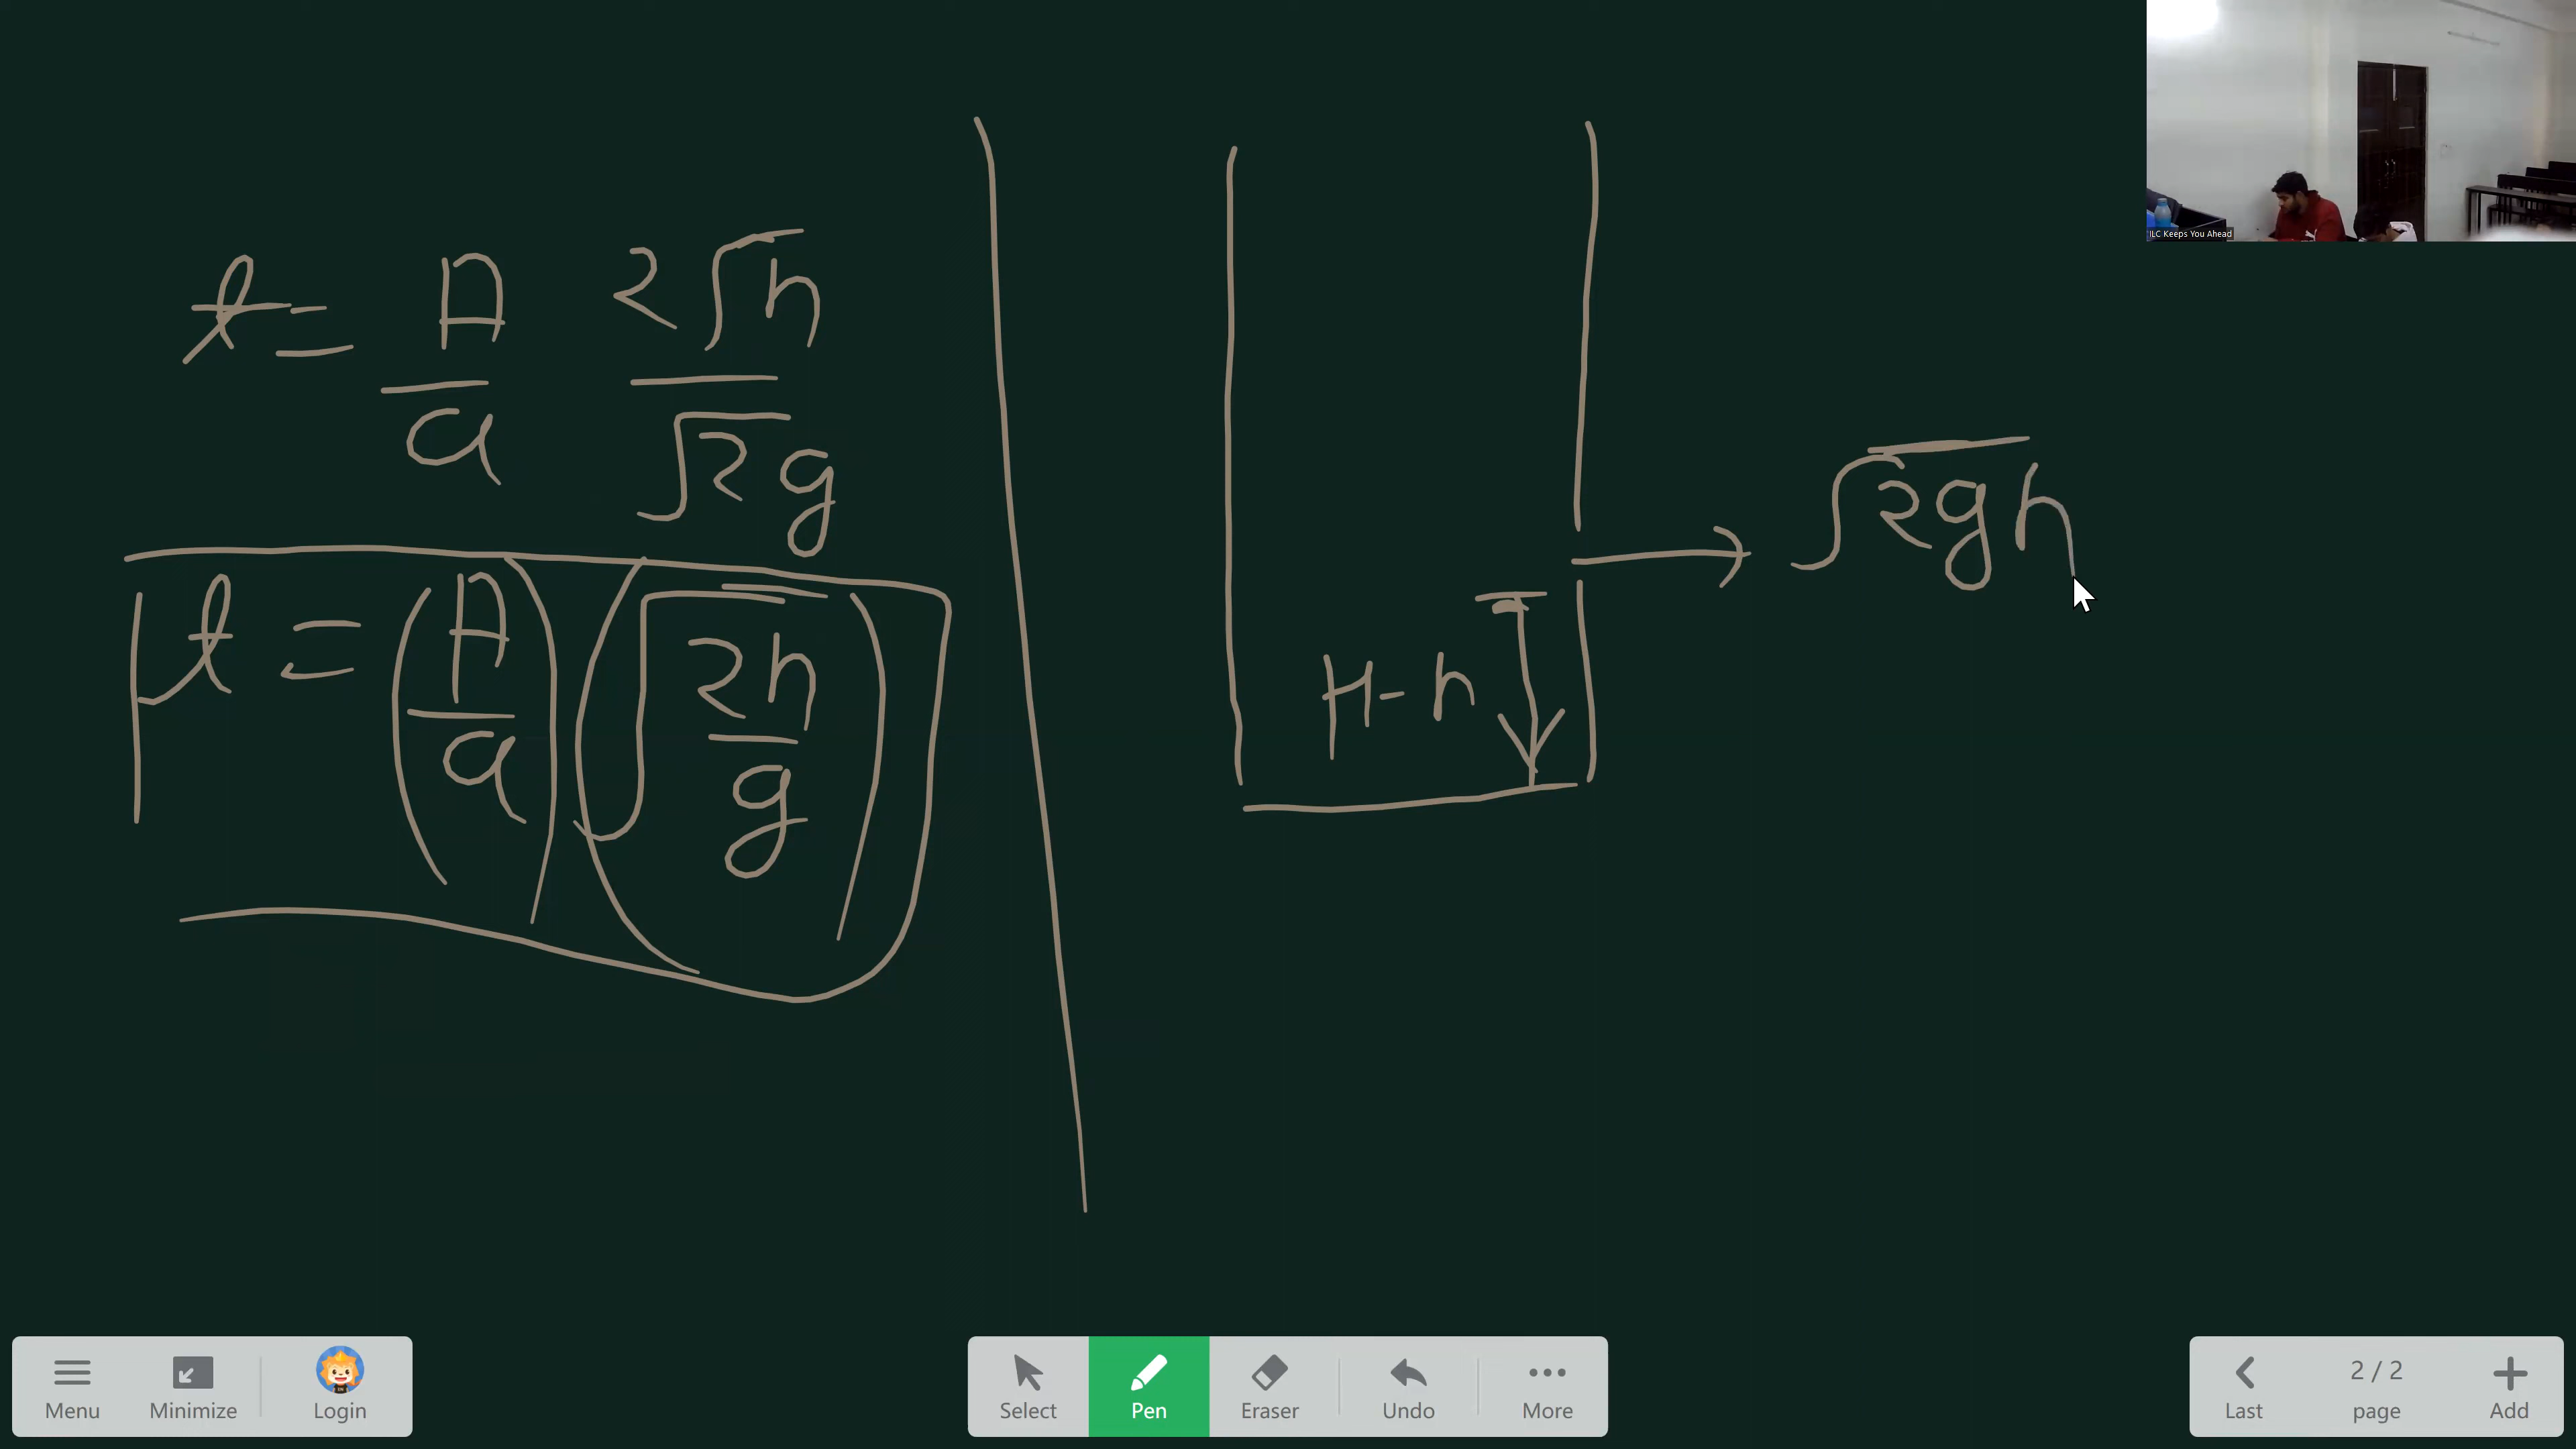 t = A/a 2√h/√2g
t = (A/a) (√2h/g)
√2gh
H-h
ILC Keeps You Ahead
Menu
Minimize
Login
Select
Pen
Eraser
Undo
More
Last
2 / 2
page
Add